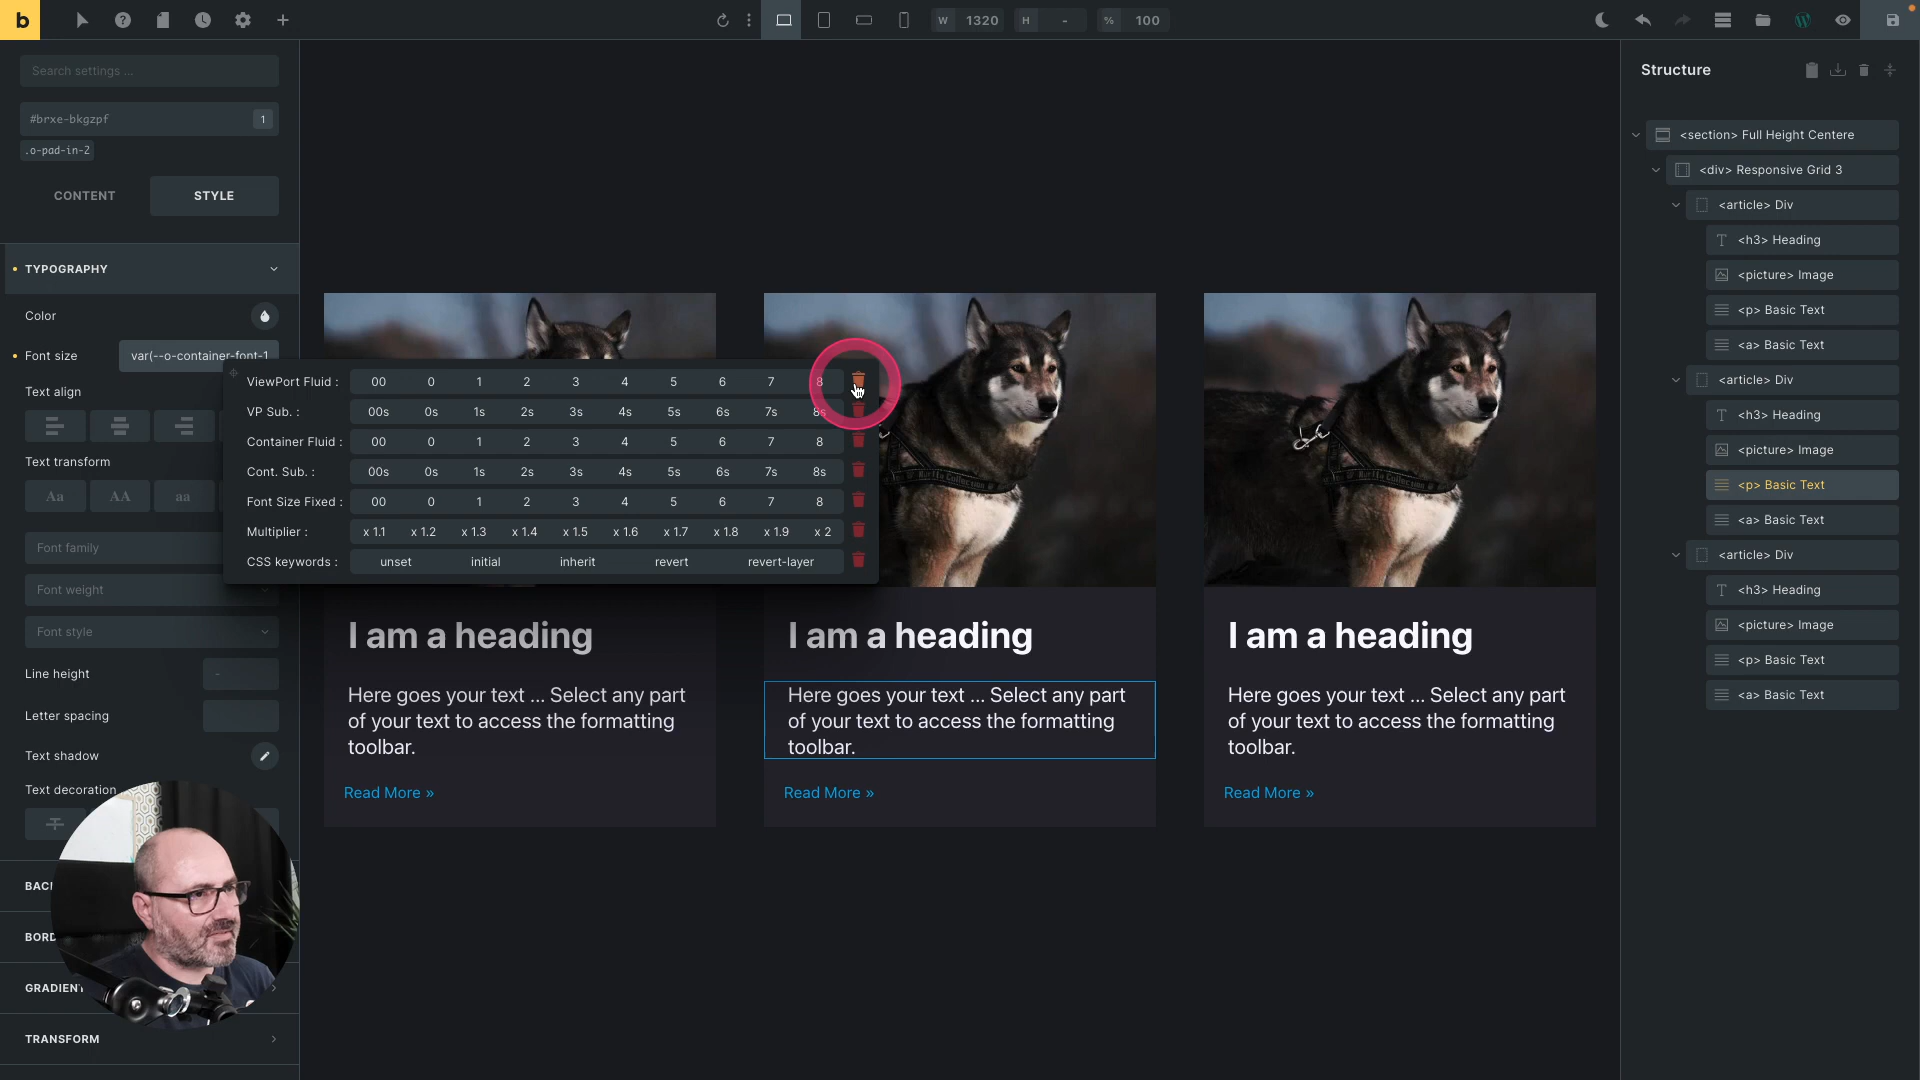 b
W 1320 H - % 100
Search settings ...
#brxe-bkgzpf 1
.o-pad-in-2
CONTENT STYLE
TYPOGRAPHY
Color
Font size var(--o-container-font-1
Text align
Text transform
Aa AA aa
Font family
Font weight
Font style
Line height -
Letter spacing
Text shadow
Text decoration
TRANSFORM
ViewPort Fluid : 00 0 1 2 3 4 5 6 7 8
VP Sub. : 00s 0s 1s 2s 3s 4s 5s 6s 7s 8s
Container Fluid : 00 0 1 2 3 4 5 6 7 8
Cont. Sub. : 00s 0s 1s 2s 3s 4s 5s 6s 7s 8s
Font Size Fixed : 00 0 1 2 3 4 5 6 7 8
Multiplier : x 1.1 x 1.2 x 1.3 x 1.4 x 1.5 x 1.6 x 1.7 x 1.8 x 1.9 x 2
CSS keywords : unset initial inherit revert revert-layer
I am a heading
Here goes your text ... Select any part
of your text to access the formatting
toolbar.
Read More »
I am a heading
Here goes your text ... Select any part
of your text to access the formatting
toolbar.
Read More »
I am a heading
Here goes your text ... Select any part
of your text to access the formatting
toolbar.
Read More »
Structure
<section> Full Height Centere
<div> Responsive Grid 3
<article> Div
<h3> Heading
<picture> Image
<p> Basic Text
<a> Basic Text
<article> Div
<h3> Heading
<picture> Image
<p> Basic Text
<a> Basic Text
<article> Div
<h3> Heading
<picture> Image
<p> Basic Text
<a> Basic Text